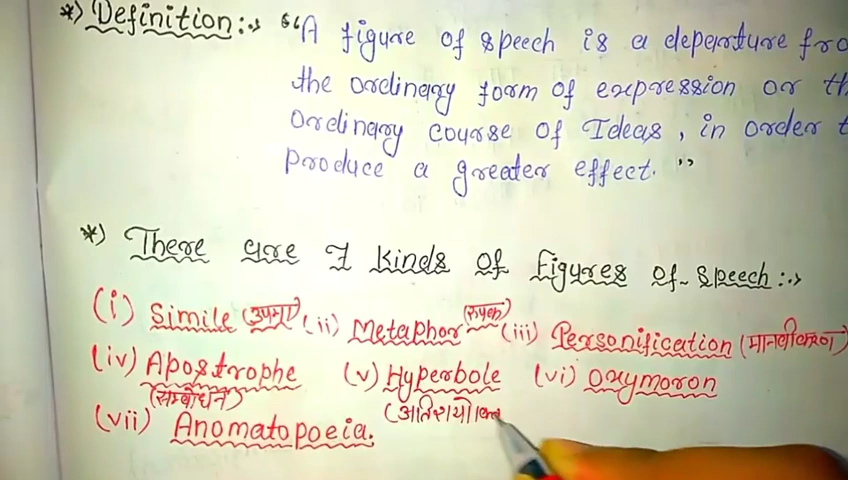 *) Definition:→ "A figure of speech is a departure fro
the ordinary form of expression or th
ordinary course of Ideas, in order t
produce a greater effect."
*) There are 7 kinds of figures of speech:→
(i) Simile (उपमा) (ii) Metaphor (रूपक) (iii) Personification (मानवीकरण)
(iv) Apostrophe (v) Hyperbole (vi) Oxymoron
(सम्बोधन) (अतिशयोक्ति
(vii) Anomatopoeia.